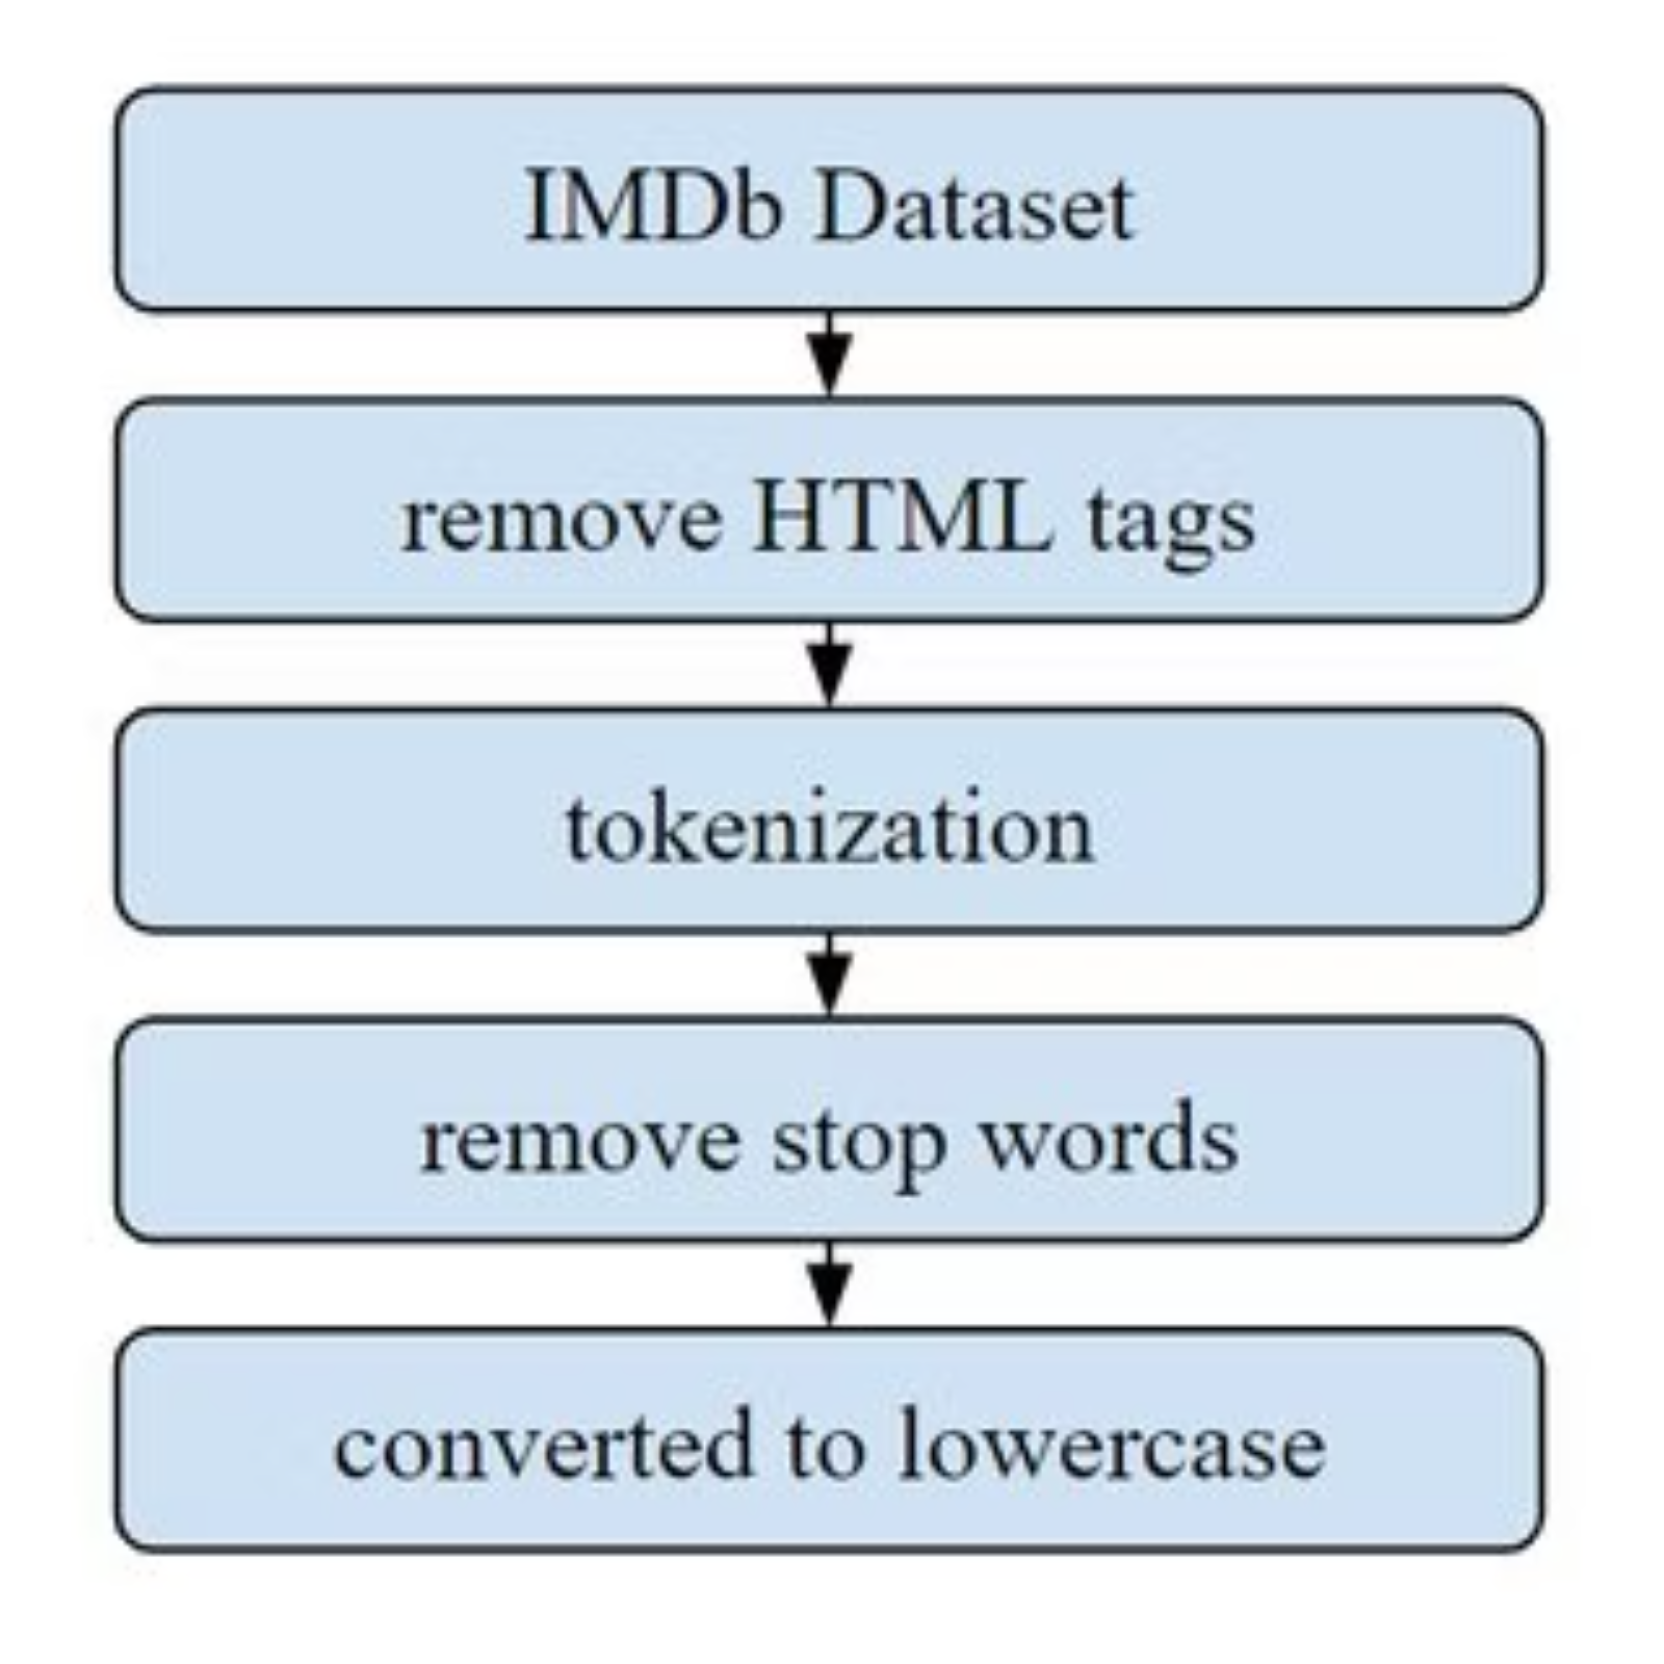 IMDb Dataset
remove HTML tags
tokenization
remove stop words
converted to lowercase